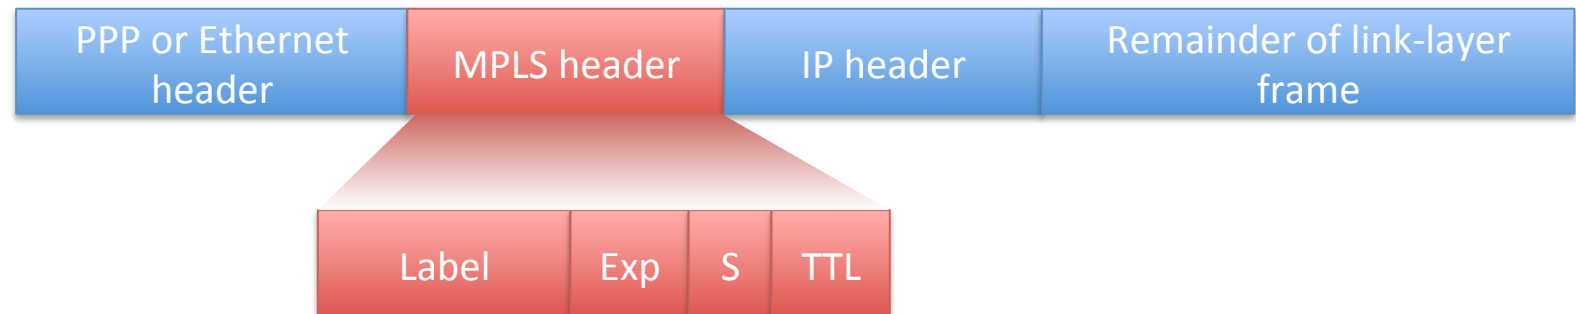 PPP or Ethernet
header
MPLS header
IP header
Remainder of link-layer
frame
Label
Exp
S
TTL